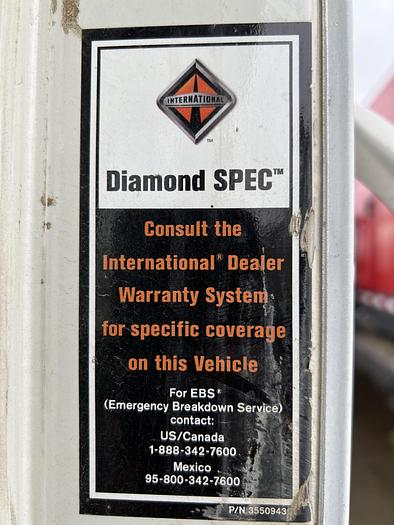 INTERNATIONAL
TM
Diamond SPEC™
Consult the
International® Dealer
Warranty System
for specific coverage
on this Vehicle
For EBS*
(Emergency Breakdown Service)
contact:
US/Canada
1-888-342-7600
Mexico
95-800-342-7600
P/N 3550943